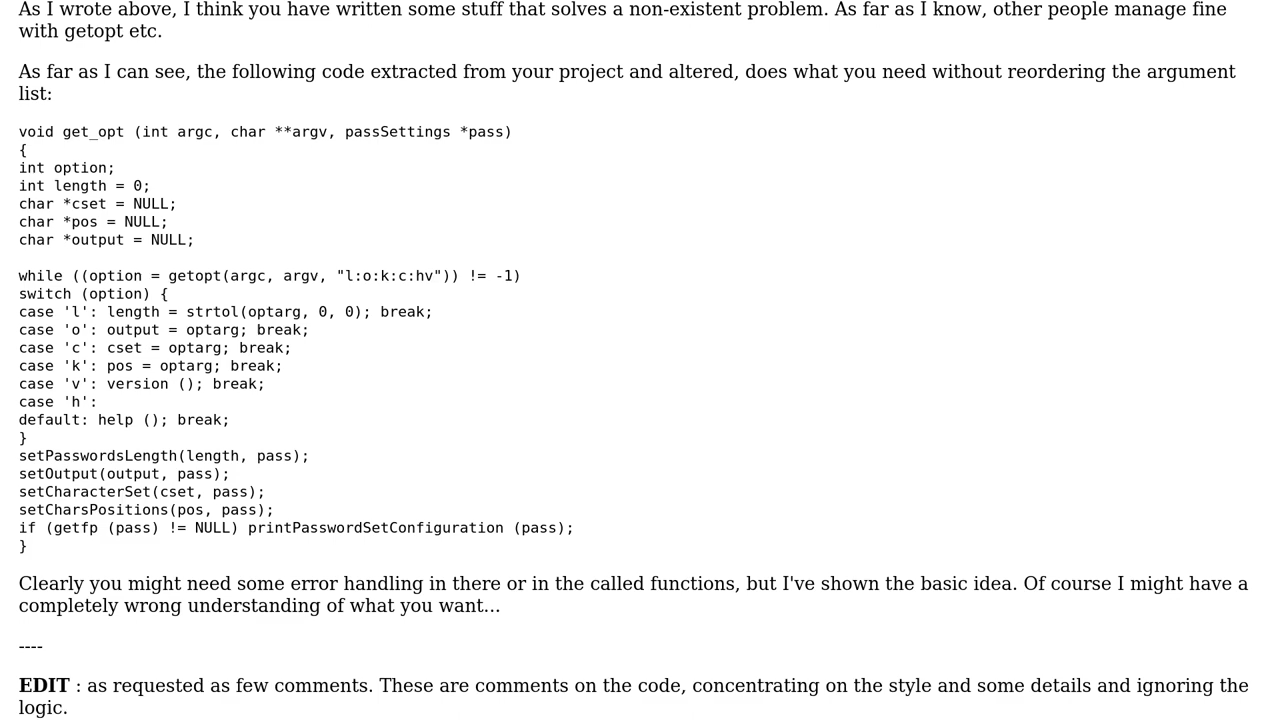 As I wrote above, I think you have written some stuff that solves a non-existent problem. As far as I know, other people manage fine
with getopt etc.
As far as I can see, the following code extracted from your project and altered, does what you need without reordering the argument
list:
void get_opt (int argc, char **argv, passSettings *pass)
{
int option;
int length = 0;
char *cset = NULL;
char *pos = NULL;
char *output = NULL;
while ((option = getopt(argc, argv, "l:o:k:c:hv")) != -1)
switch (option) {
case 'l': length = strtol(optarg, 0, 0); break;
case 'o': output = optarg; break;
case 'c': cset = optarg; break;
case 'k': pos = optarg; break;
case 'v': version (); break;
case 'h':
default: help (); break;
}
setPasswordsLength(length, pass);
setOutput(output, pass);
setCharacterSet(cset, pass);
setCharsPositions(pos, pass);
if (getfp (pass) != NULL) printPasswordSetConfiguration (pass);
}
Clearly you might need some error handling in there or in the called functions, but I've shown the basic idea. Of course I might have a
completely wrong understanding of what you want...
----
EDIT : as requested as few comments. These are comments on the code, concentrating on the style and some details and ignoring the
logic.